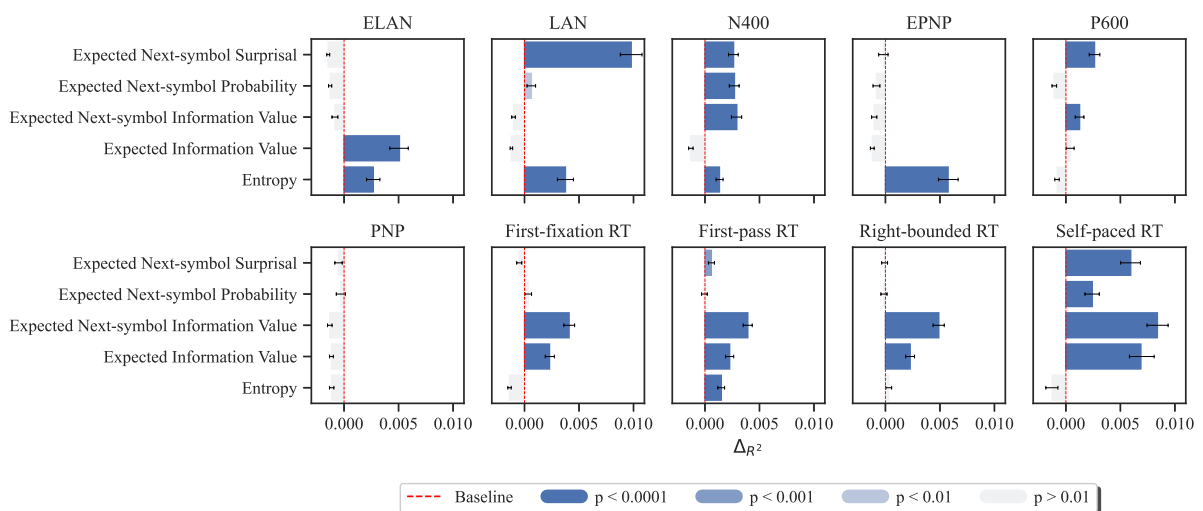 ELAN LAN N400 EPNP P600
Expected Next-symbol Surprisal
Expected Next-symbol Probability
Expected Next-symbol Information Value
Expected Information Value
Entropy
PNP First-fixation RT First-pass RT Right-bounded RT Self-paced RT
Expected Next-symbol Surprisal
Expected Next-symbol Probability
Expected Next-symbol Information Value
Expected Information Value
Entropy
0.000 0.005 0.010 0.000 0.005 0.010 0.000 0.005 0.010 0.000 0.005 0.010 0.000 0.005 0.010
Δ_R²
Baseline p < 0.0001 p < 0.001 p < 0.01 p > 0.01